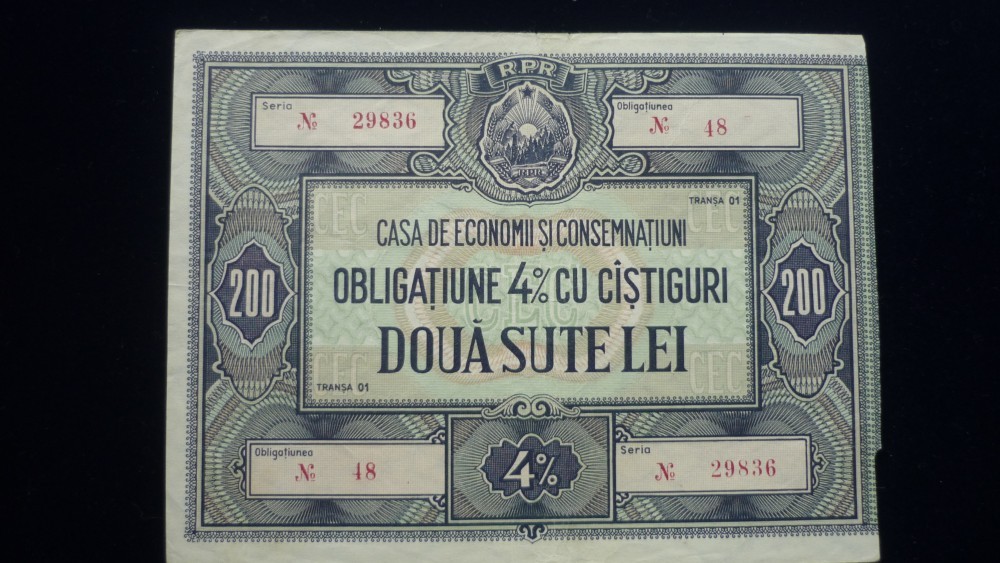 RPR
Seria
№ 29836
Obligațiunea
№ 48
RPR
TRANȘA 01
CEC CEC
CASA DE ECONOMII ȘI CONSEMNAȚIUNI
OBLIGAȚIUNE 4% CU CÎȘTIGURI
200 CEC 200
DOUĂ SUTE LEI
CEC CEC
TRANȘA 01
Obligațiunea
№ 48
4%
Seria
№ 29836